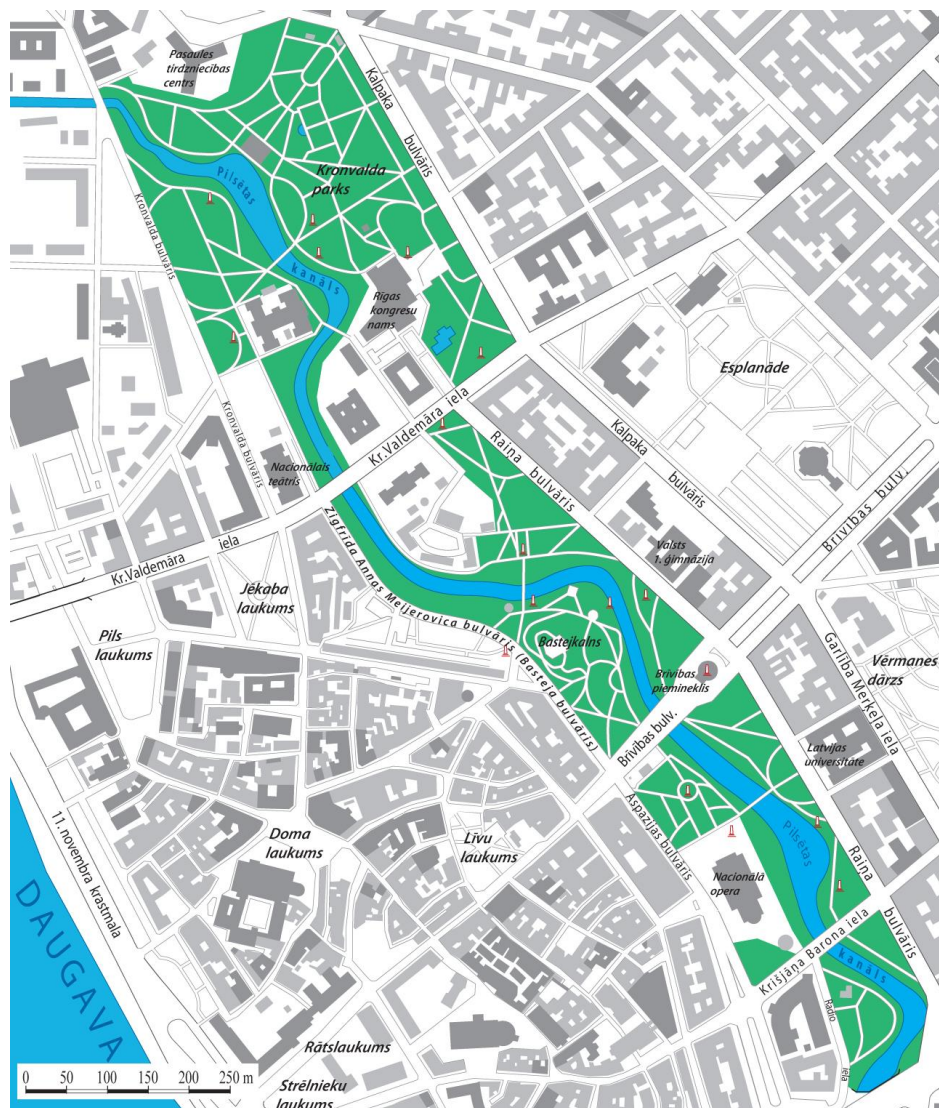 Pasaules
tirdzniecības
centrs
Kalpaka
bulvāris
Kronvalda
parks
Pilsētas
kanāls
Kronvalda bulvāris
Rīgas
kongresu
nams
Esplanāde
Kr.Valdemāra iela
Raiņa bulvāris
Kalpaka
bulvāris
Kronvalda bulvāris
Nacionālais
teātris
Brīvības bulv.
Kr.Valdemāra iela
Zigfrīda Annas Meijerovica bulvāris (Basteja bulvāris)
Valsts
1. ģimnāzija
Jēkaba
laukums
Pils
laukums
Bastejkalns
Brīvības
piemineklis
Garlība Merķeļa iela
Vērmanes
dārzs
Brīvības bulv.
Latvijas
universitāte
Aspazijas bulvāris
11.novembra krastmala
Doma
laukums
Līvu
laukums
Pilsētas
Raiņa
bulvāris
Nacionālā
opera
DAUGAVA
Krišjāņa Barona iela
kanāls
Radio
iela
Rātslaukums
0 50 100 150 200 250 m
Strēlnieku
laukums